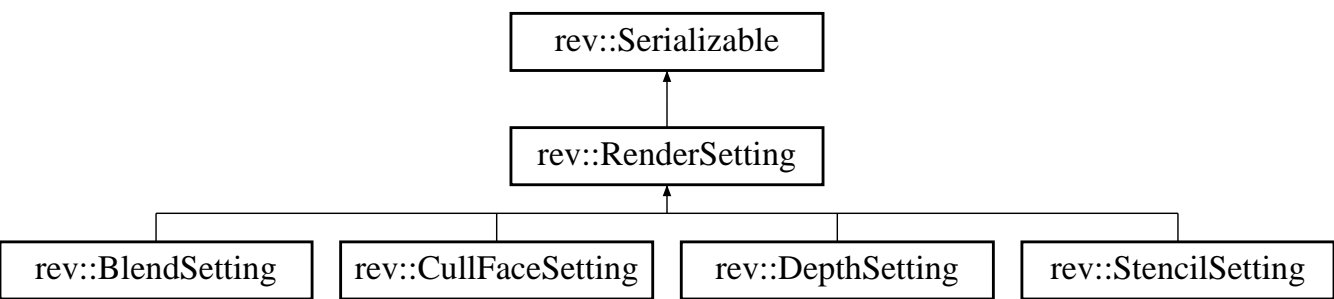 rev::Serializable
rev::RenderSetting
rev::BlendSetting
rev::CullFaceSetting
rev::DepthSetting
rev::StencilSetting